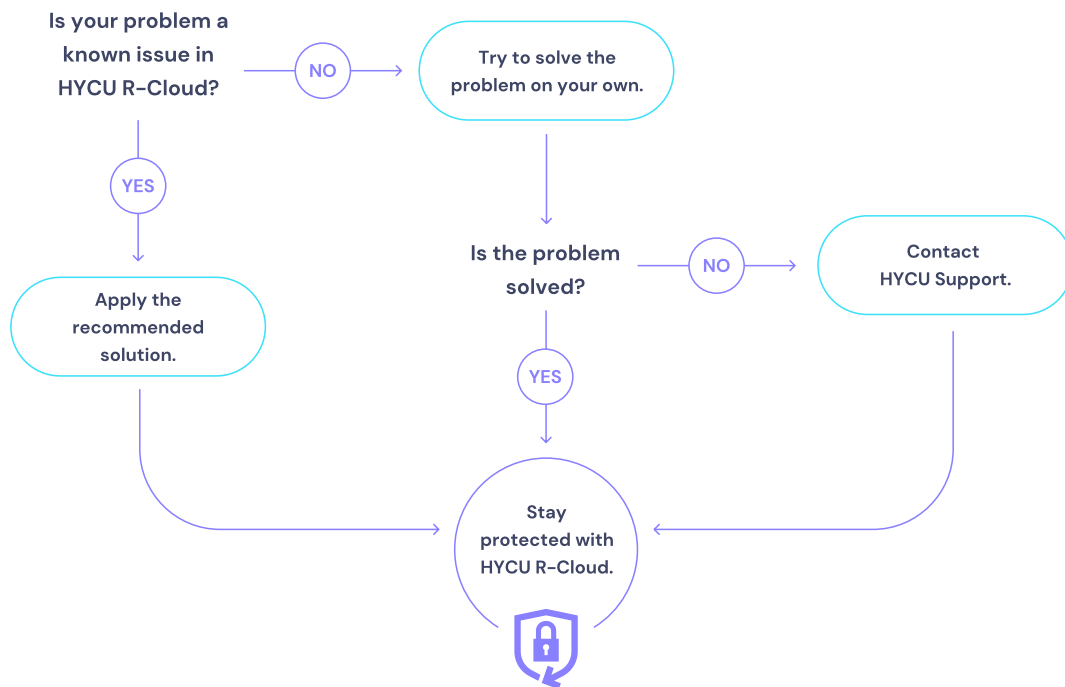 Is your problem a
known issue in
HYCU R-Cloud?
NO
Try to solve the
problem on your own.
YES
Apply the
recommended
solution.
Is the problem
solved?
NO
Contact
HYCU Support.
YES
Stay
protected with
HYCU R-Cloud.